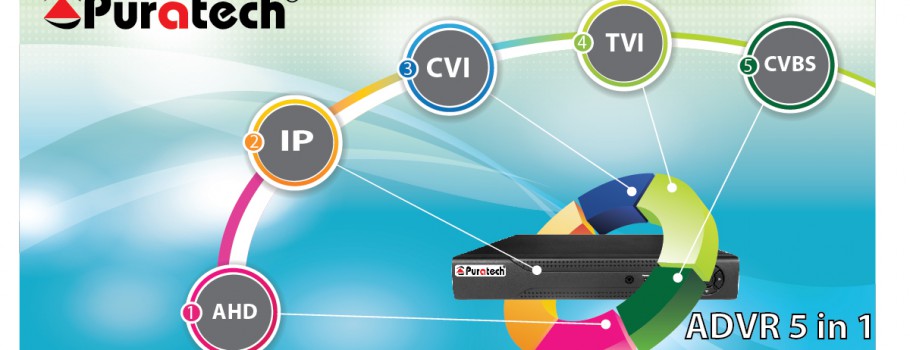 Puratech®
4 TVI
3 CVI
5 CVBS
2 IP
Puratech
1 AHD
ADVR 5 in 1